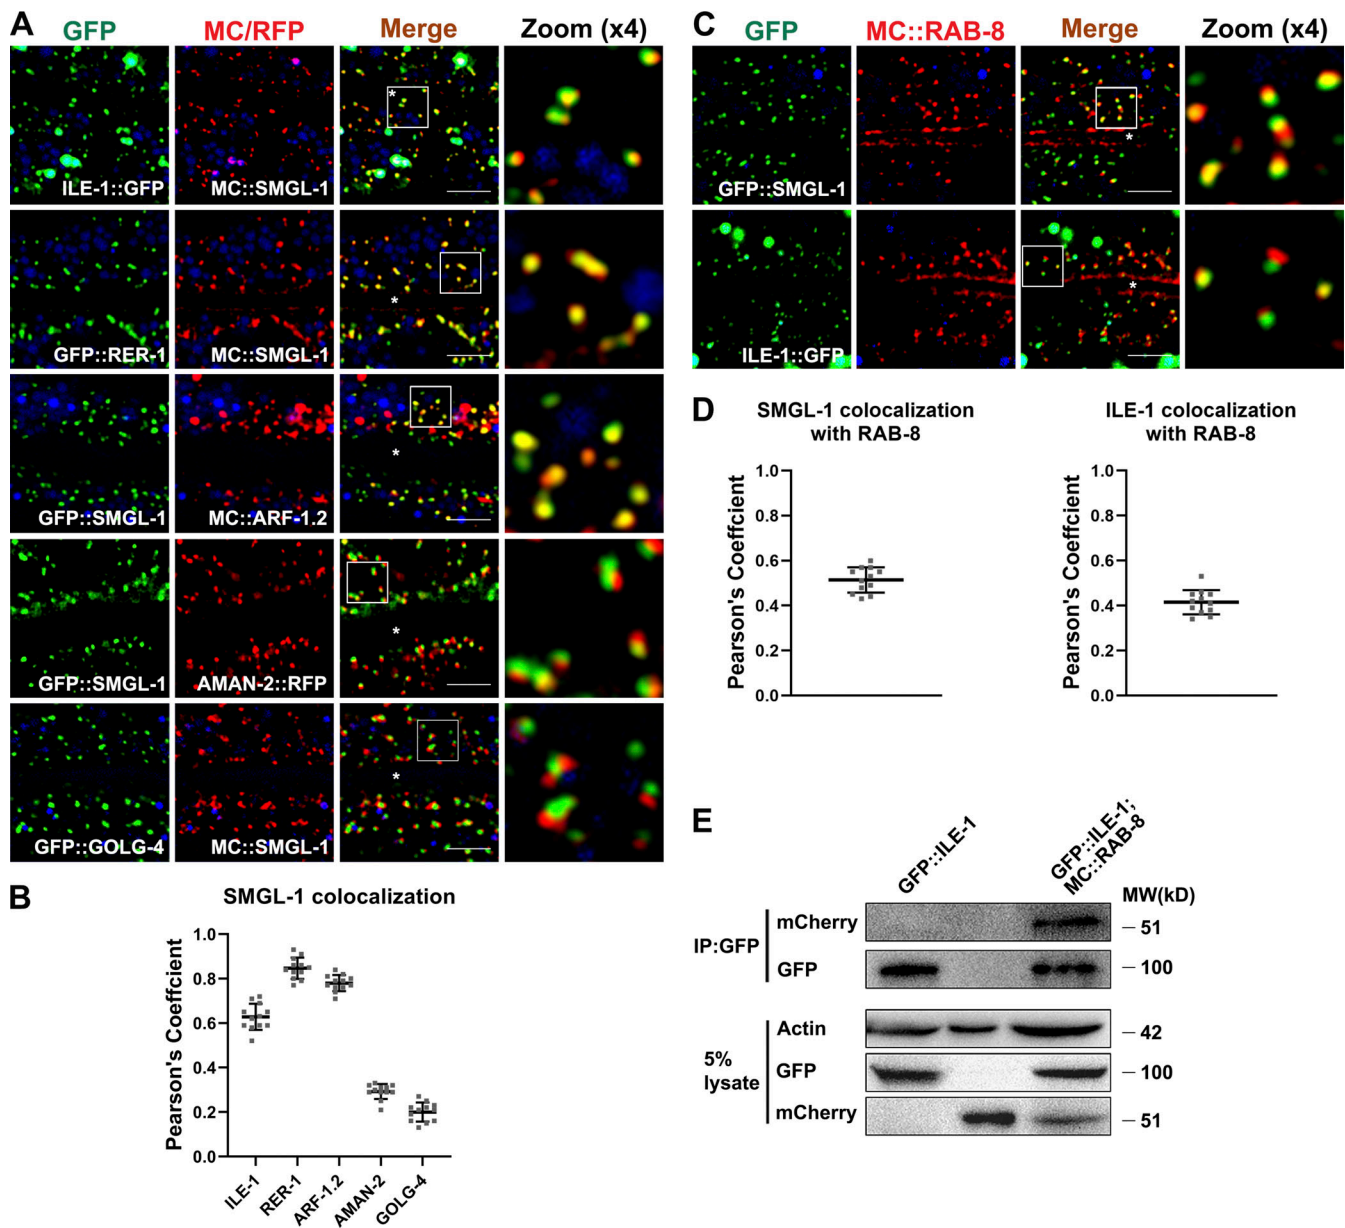 A
GFP
MC/RFP
Merge
Zoom (x4)
ILE-1::GFP
MC::SMGL-1
*
GFP::RER-1
MC::SMGL-1
*
GFP::SMGL-1
MC::ARF-1.2
*
GFP::SMGL-1
AMAN-2::RFP
*
GFP::GOLG-4
MC::SMGL-1
*
B
SMGL-1 colocalization
Pearson's Coeffcient
1.0
0.8
0.6
0.4
0.2
0.0
ILE-1
RER-1
ARF-1.2
AMAN-2
GOLG-4
C
GFP
MC::RAB-8
Merge
Zoom (x4)
GFP::SMGL-1
*
ILE-1::GFP
*
D
SMGL-1 colocalization
with RAB-8
Pearson's Coeffcient
1.0
0.8
0.6
0.4
0.2
0.0
ILE-1 colocalization
with RAB-8
Pearson's Coeffcient
1.0
0.8
0.6
0.4
0.2
0.0
E
GFP::ILE-1
GFP::ILE-1;
MC::RAB-8
MW(kD)
IP:GFP
mCherry
51
GFP
100
5%
lysate
Actin
42
GFP
100
mCherry
51